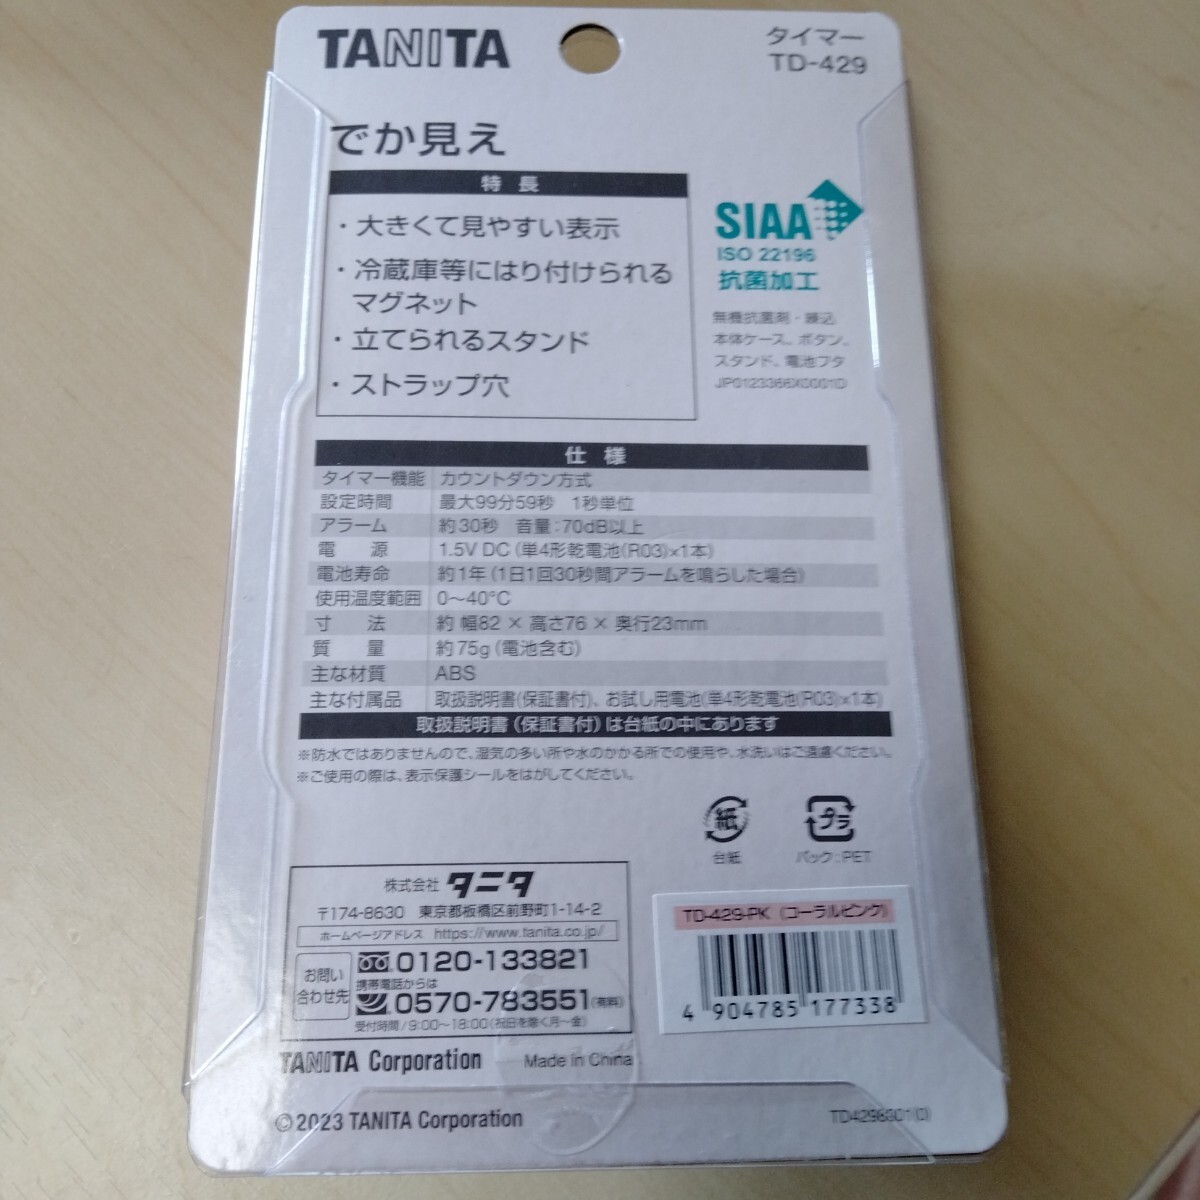 TANITA
タイマー
TD-429
でか見え
特 長
・大きくて見やすい表示
・冷蔵庫等にはり付けられる
マグネット
・立てられるスタンド
・ストラップ穴
SIAA
ISO 22196
抗菌加工
無機抗菌剤・練込
本体ケース、ボタン、
スタンド、電池フタ
JP0123366X0001D
仕 様
タイマー機能 カウントダウン方式
設定時間 最大99分59秒 1秒単位
アラーム 約30秒 音量:70dB以上
電 源 1.5V DC(単4形乾電池(R03)×1本)
電池寿命 約1年(1日1回30秒間アラームを鳴らした場合)
使用温度範囲 0〜40°C
寸 法 約 幅82 × 高さ76 × 奥行23mm
質 量 約75g(電池含む)
主な材質 ABS
主な付属品 取扱説明書(保証書付)、お試し用電池(単4形乾電池(R03)×1本)
取扱説明書(保証書付)は台紙の中にあります
※防水ではありませんので、湿気の多い所や水のかかる所での使用や、水洗いはご遠慮ください。
※ご使用の際は、表示保護シールをはがしてください。
紙
台紙
プラ
パック:PET
株式会社 タニタ
〒174-8630 東京都板橋区前野町1-14-2
ホームページアドレス https://www.tanita.co.jp/
お問い
合わせ先
0120-133821
携帯電話からは
0570-783551(有料)
受付時間/9:00〜18:00(祝日を除く月〜金)
TD-429-PK (コーラルピンク)
4 904785 177338
TANITA Corporation
Made in China
©2023 TANITA Corporation